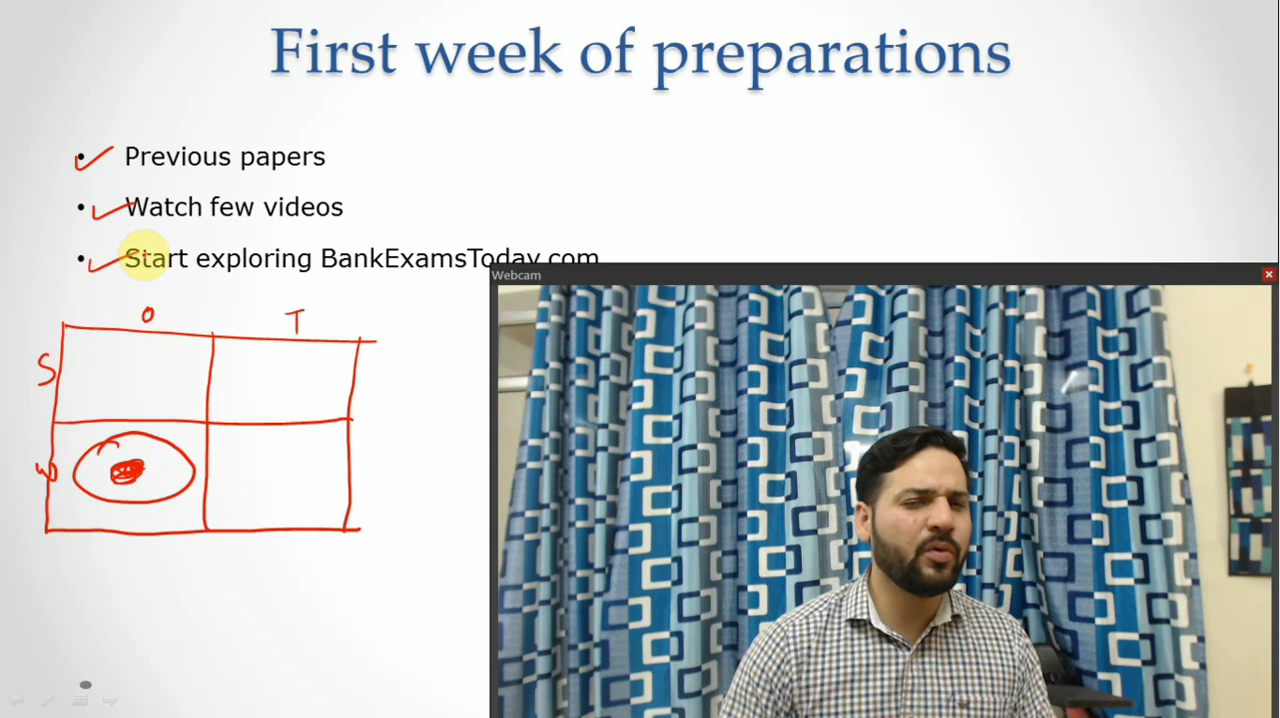 First week of preparations
• Previous papers
• Watch few videos
• Start exploring BankExamsToday.com
Webcam
O T
S
W